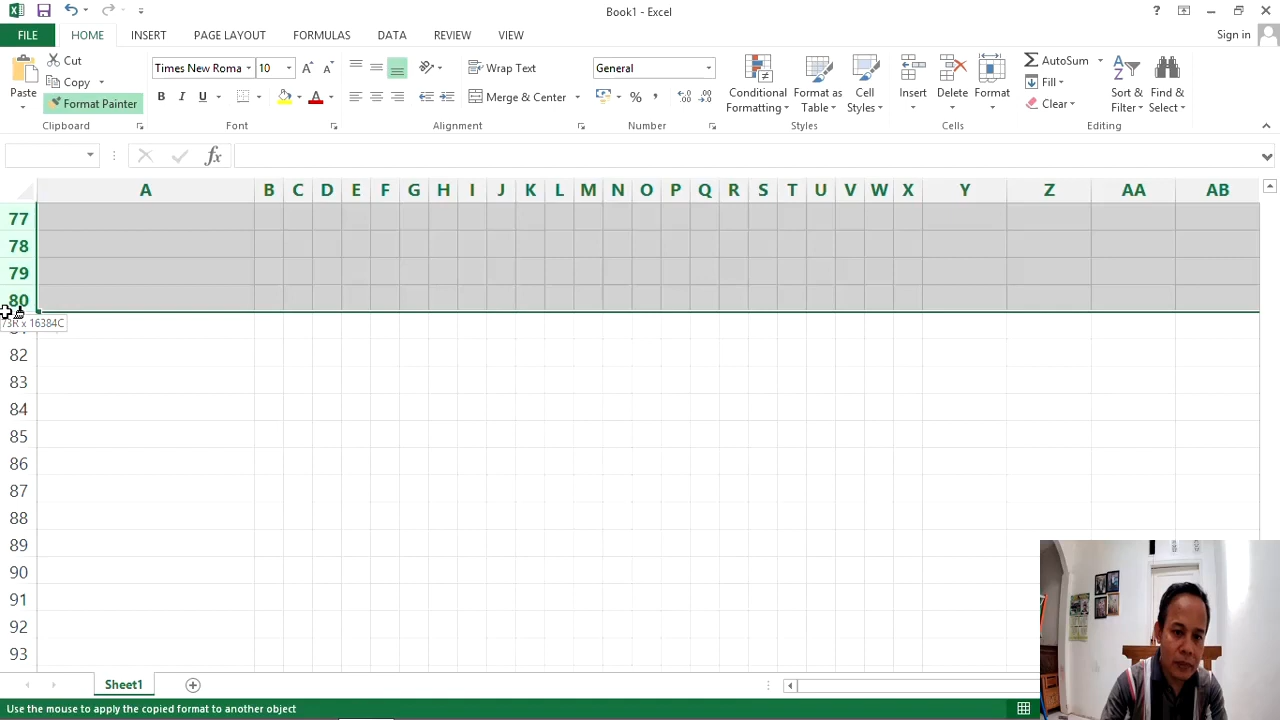 Book1 - Excel
?
FILE
HOME
INSERT
PAGE LAYOUT
FORMULAS
DATA
REVIEW
VIEW
Sign in
Paste
Cut
Copy
Format Painter
Clipboard
Times New Roma
10
B I U
Font
Wrap Text
Merge & Center
Alignment
General
%
Number
Conditional
Formatting
Format as
Table
Cell
Styles
Styles
Insert
Delete
Format
Cells
AutoSum
Fill
Clear
Sort &
Filter
Find &
Select
Editing
fx
A B C D E F G H I J K L M N O P Q R S T U V W X Y Z AA AB
77
78
79
80
73R x 16384C
82
83
84
85
86
87
88
89
90
91
92
93
Sheet1
Use the mouse to apply the copied format to another object